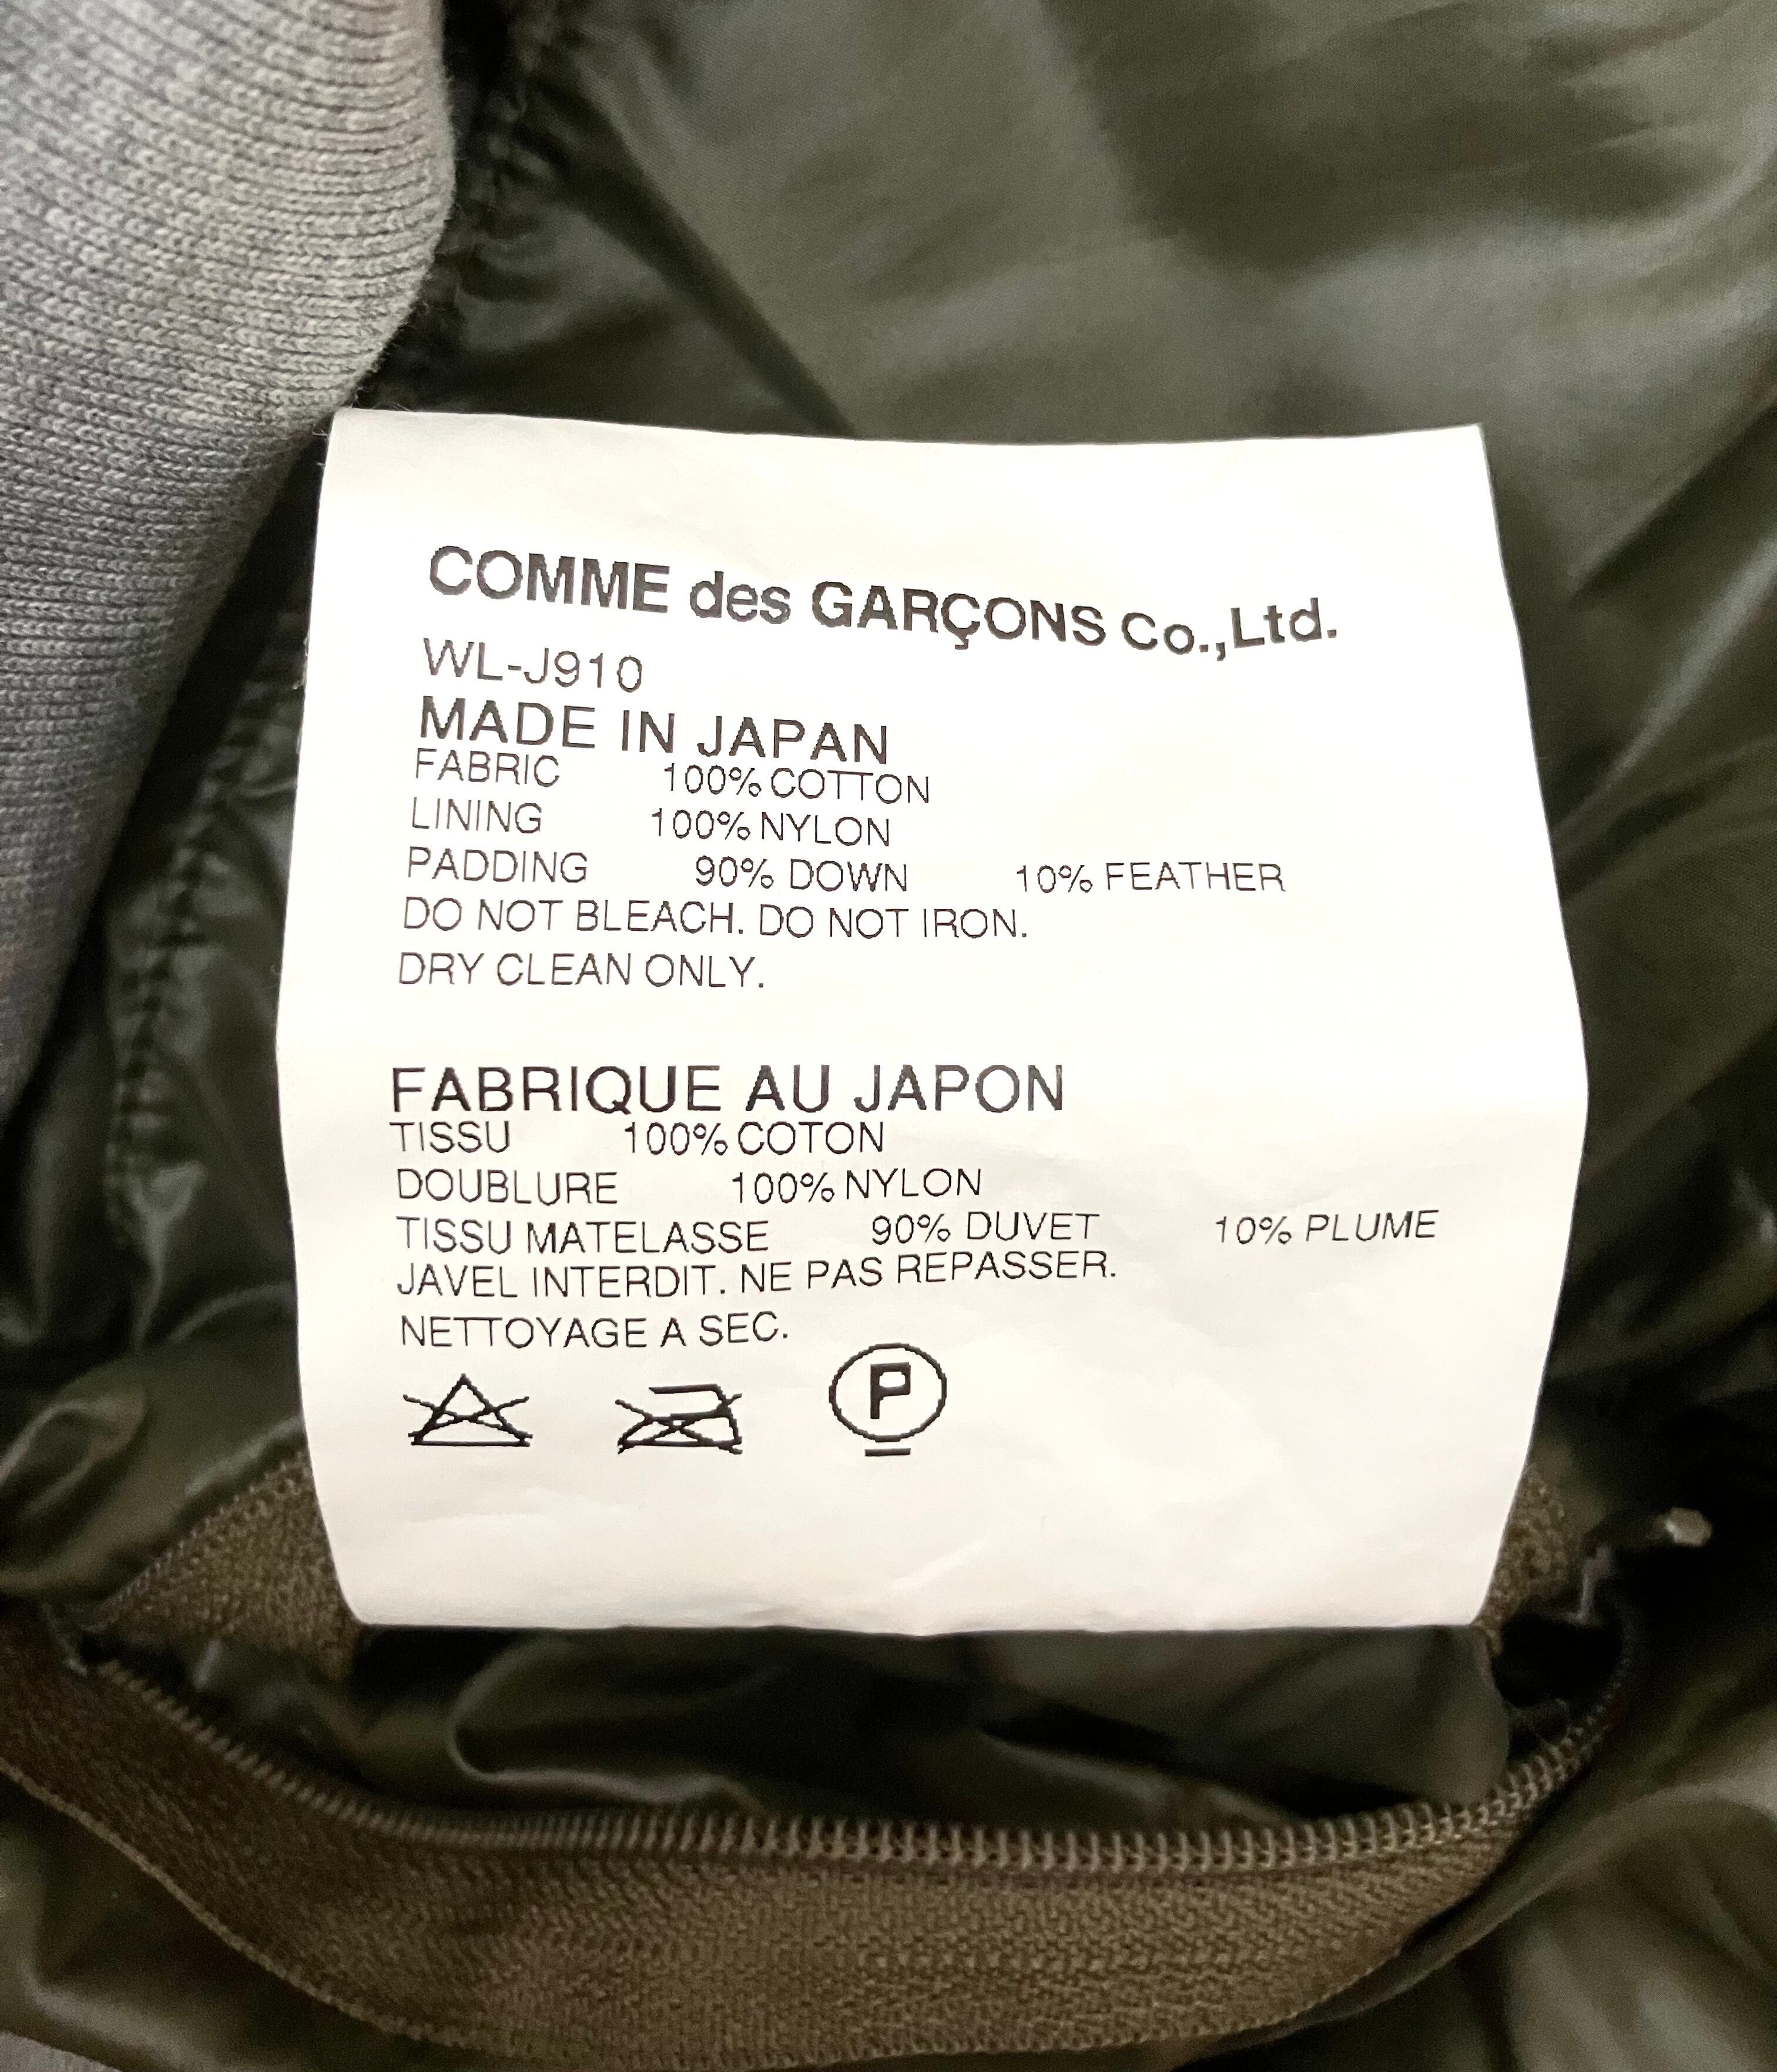 COMME des GARÇONS Co.,Ltd.
WL-J910
MADE IN JAPAN
FABRIC 100% COTTON
LINING 100% NYLON
PADDING 90% DOWN 10% FEATHER
DO NOT BLEACH. DO NOT IRON.
DRY CLEAN ONLY.
FABRIQUE AU JAPON
TISSU 100% COTON
DOUBLURE 100% NYLON
TISSU MATELASSE 90% DUVET 10% PLUME
JAVEL INTERDIT. NE PAS REPASSER.
NETTOYAGE A SEC.
P